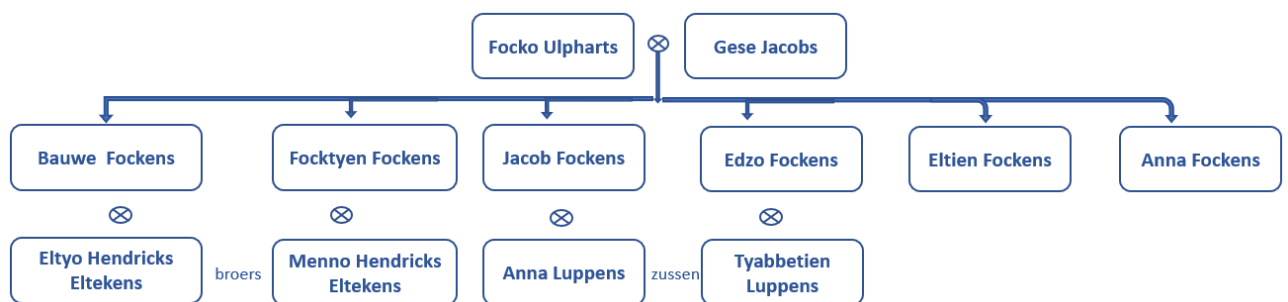 Focko Ulpharts
Gese Jacobs
Bauwe Fockens
Focktyen Fockens
Jacob Fockens
Edzo Fockens
Eltien Fockens
Anna Fockens
Eltyo Hendricks
Eltekens
broers
Menno Hendricks
Eltekens
Anna Luppens
zussen
Tyabbetien
Luppens